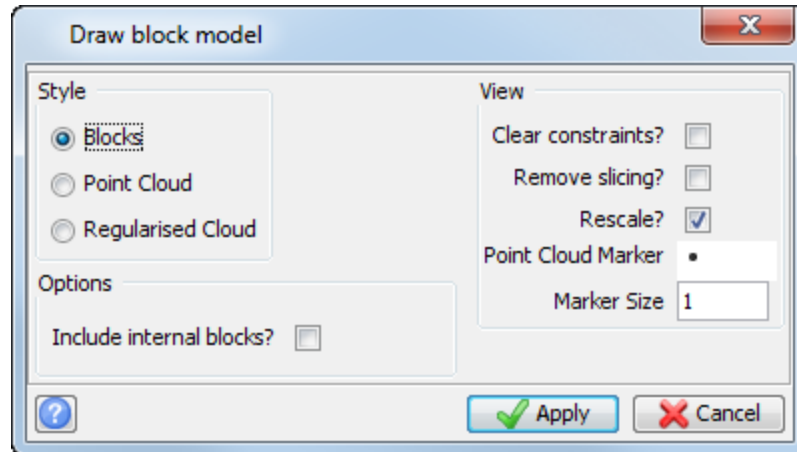 Draw block model
Style
Blocks
Point Cloud
Regularised Cloud
Options
Include internal blocks?
View
Clear constraints?
Remove slicing?
Rescale?
Point Cloud Marker
Marker Size 1
? Apply Cancel